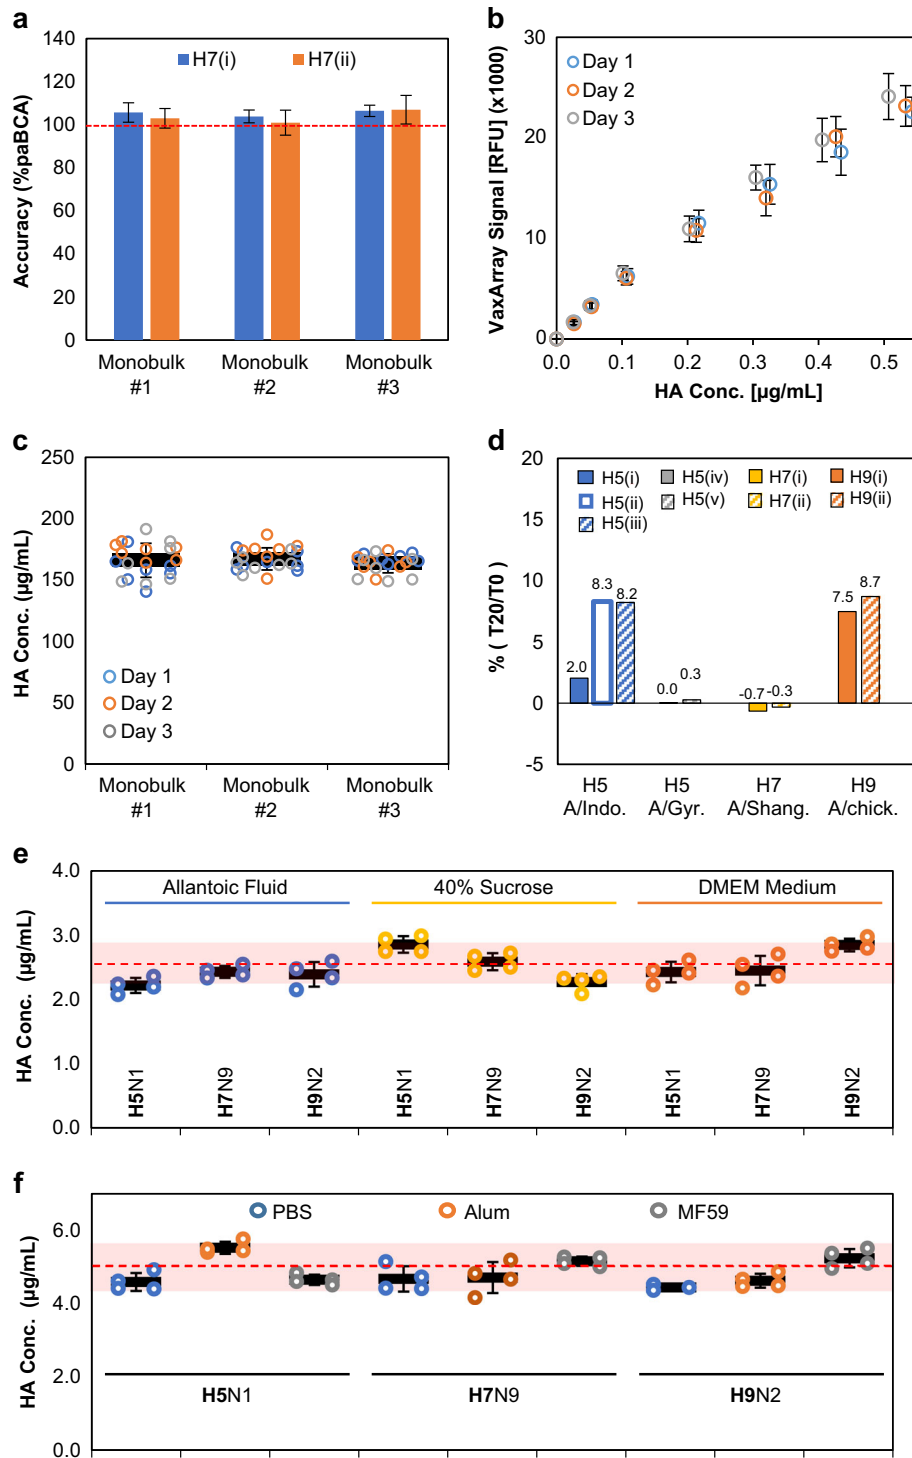 a
140
120
100
80
60
40
20
0
Accuracy (%paBCA)
H7(i)
H7(ii)
Monobulk #1
Monobulk #2
Monobulk #3
b
30
20
10
0
VaxArray Signal [RFU] (x1000)
Day 1
Day 2
Day 3
0.0 0.1 0.2 0.3 0.4 0.5
HA Conc. [µg/mL]
c
250
200
150
100
50
0
HA Conc. (µg/mL)
Day 1
Day 2
Day 3
Monobulk #1
Monobulk #2
Monobulk #3
d
20
15
10
5
0
-5
% ( T20/T0 )
H5(i) H5(iv) H7(i) H9(i)
H5(ii) H5(v) H7(ii) H9(ii)
H5(iii)
2.0 8.3 8.2 0.0 0.3 -0.7 -0.3 7.5 8.7
H5 A/Indo.
H5 A/Gyr.
H7 A/Shang.
H9 A/chick.
e
4.0
3.0
2.0
1.0
0.0
HA Conc. (µg/mL)
Allantoic Fluid
40% Sucrose
DMEM Medium
H5N1
H7N9
H9N2
H5N1
H7N9
H9N2
H5N1
H7N9
H9N2
f
6.0
4.0
2.0
0.0
HA Conc. (µg/mL)
PBS
Alum
MF59
H5N1
H7N9
H9N2